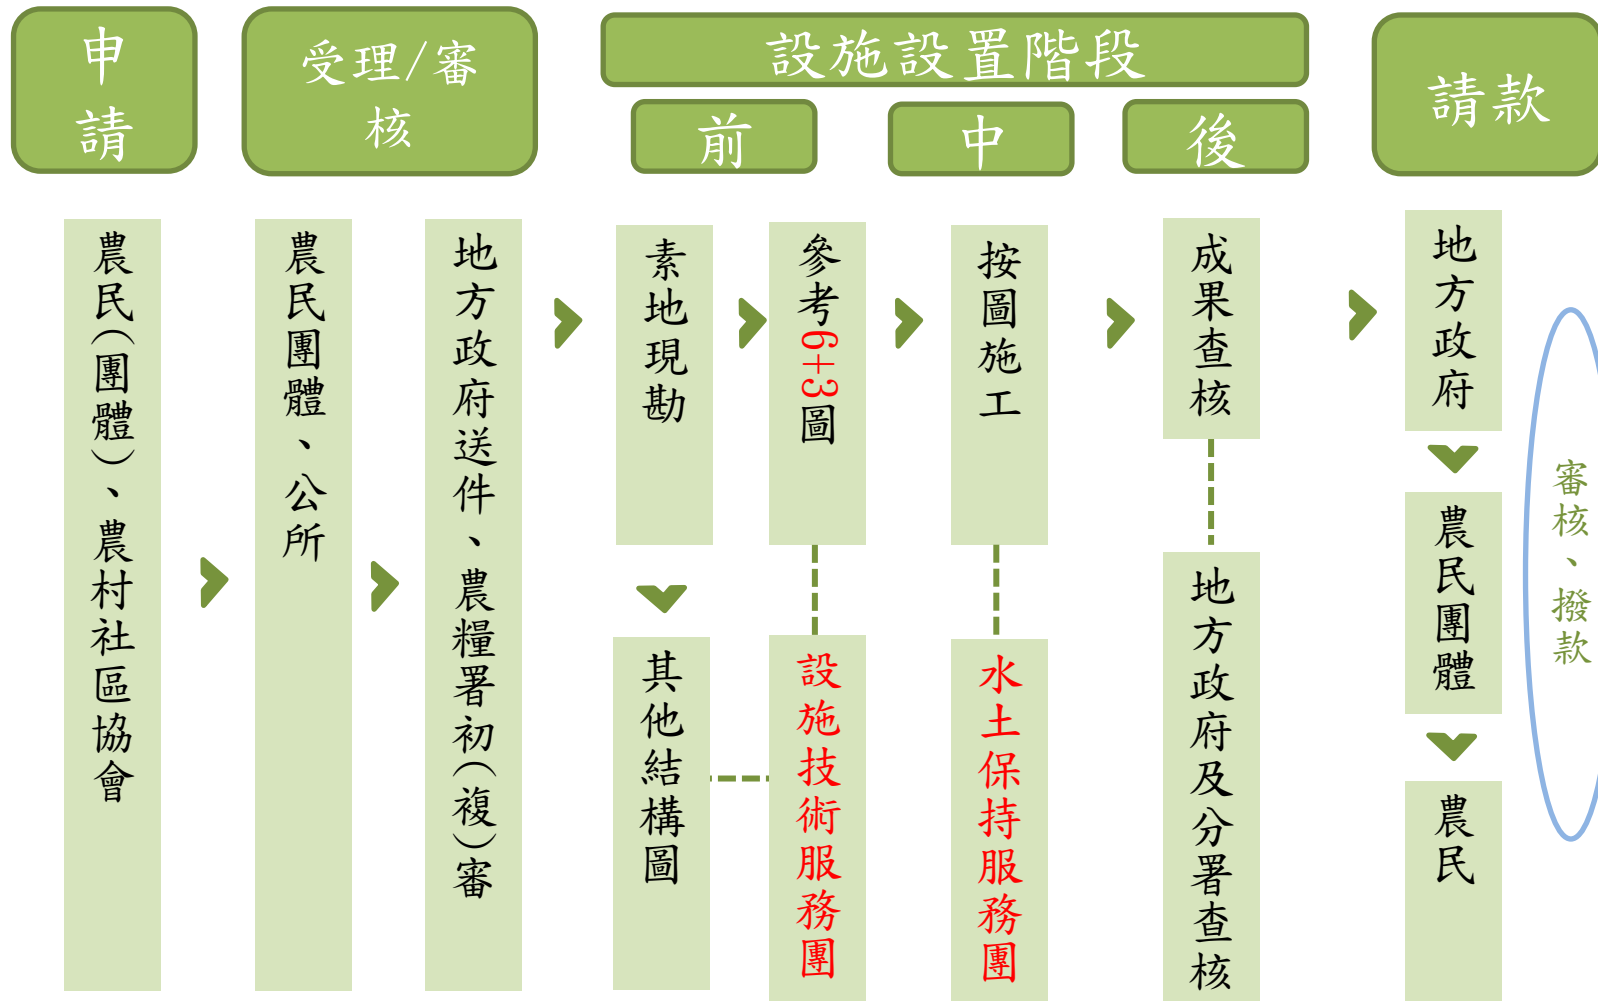 申
請
受理/審
核
設施設置階段
前
中
後
請款
農民(團體)、農村社區協會
農民團體、公所
地方政府送件、農糧署初(複)審
素地現勘
其他結構圖
參考6+3圖
設施技術服務團
按圖施工
水土保持服務團
成果查核
地方政府及分署查核
地方政府
農民團體
農民
審核、撥款